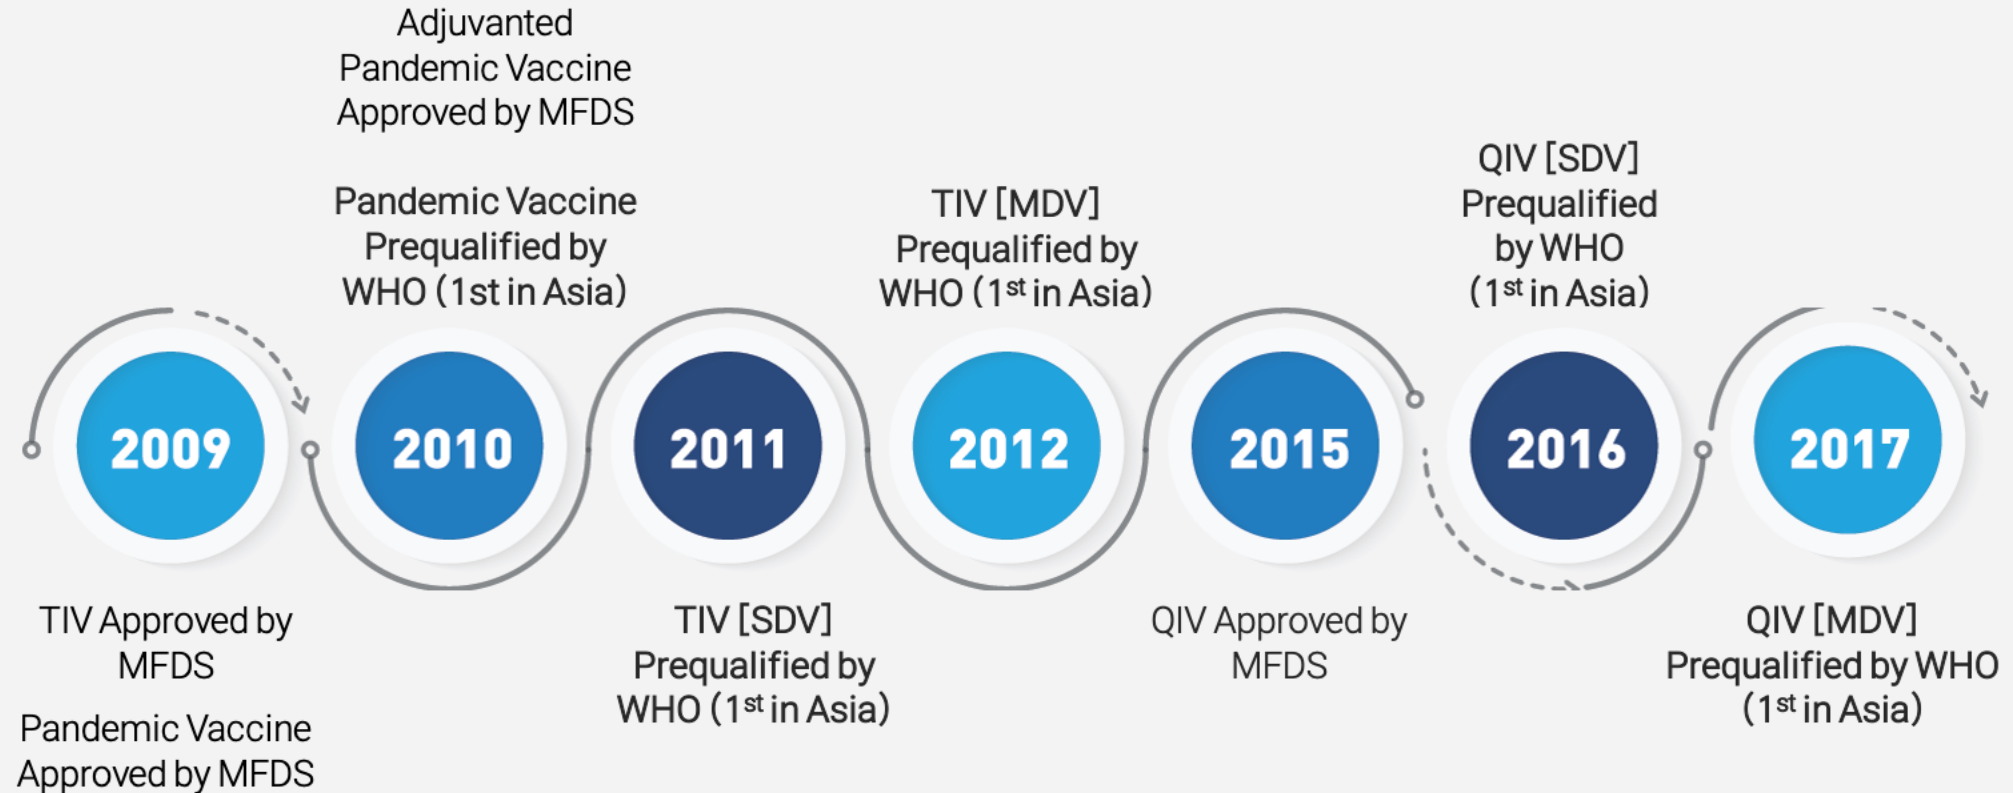 Adjuvanted
Pandemic Vaccine
Approved by MFDS
Pandemic Vaccine
Prequalified by
WHO (1st in Asia)
TIV [MDV]
Prequalified by
WHO (1st in Asia)
QIV [SDV]
Prequalified
by WHO
(1st in Asia)
2009
2010
2011
2012
2015
2016
2017
TIV Approved by
MFDS
Pandemic Vaccine
Approved by MFDS
TIV [SDV]
Prequalified by
WHO (1st in Asia)
QIV Approved by
MFDS
QIV [MDV]
Prequalified by WHO
(1st in Asia)